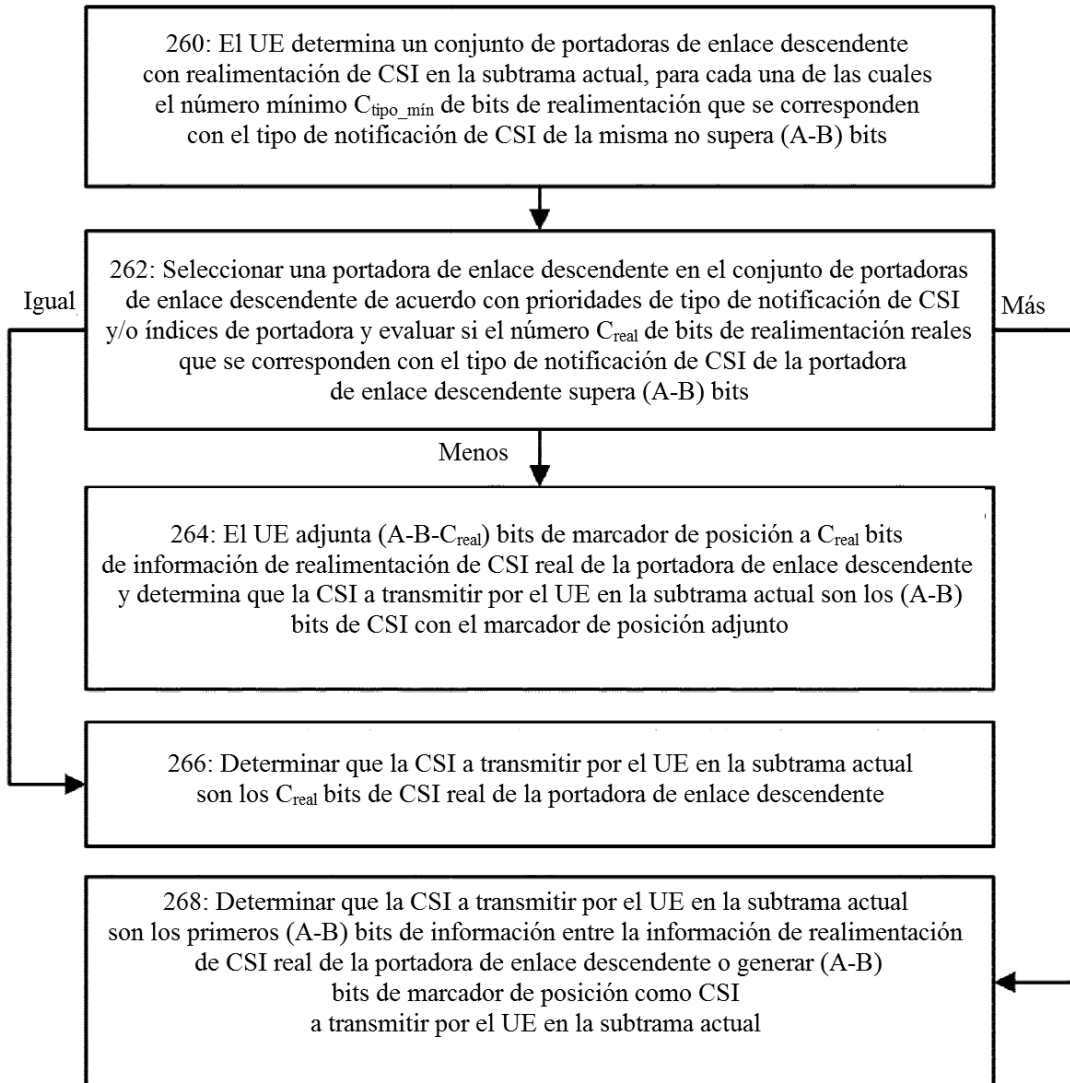 260: El UE determina un conjunto de portadoras de enlace descendente
con realimentación de CSI en la subtrama actual, para cada una de las cuales
el número mínimo Ctipo_mín de bits de realimentación que se corresponden
con el tipo de notificación de CSI de la misma no supera (A-B) bits
262: Seleccionar una portadora de enlace descendente en el conjunto de portadoras
de enlace descendente de acuerdo con prioridades de tipo de notificación de CSI
y/o índices de portadora y evaluar si el número Creal de bits de realimentación reales
que se corresponden con el tipo de notificación de CSI de la portadora
de enlace descendente supera (A-B) bits
Igual
Más
Menos
264: El UE adjunta (A-B-Creal) bits de marcador de posición a Creal bits
de información de realimentación de CSI real de la portadora de enlace descendente
y determina que la CSI a transmitir por el UE en la subtrama actual son los (A-B)
bits de CSI con el marcador de posición adjunto
266: Determinar que la CSI a transmitir por el UE en la subtrama actual
son los Creal bits de CSI real de la portadora de enlace descendente
268: Determinar que la CSI a transmitir por el UE en la subtrama actual
son los primeros (A-B) bits de información entre la información de realimentación
de CSI real de la portadora de enlace descendente o generar (A-B)
bits de marcador de posición como CSI
a transmitir por el UE en la subtrama actual